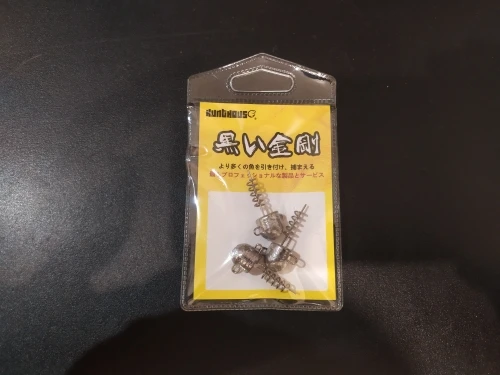 RUNTHOUSG
黒い金剛
より多くの魚を引き付け、捕まえる
プロフェッショナルな製品とサービス